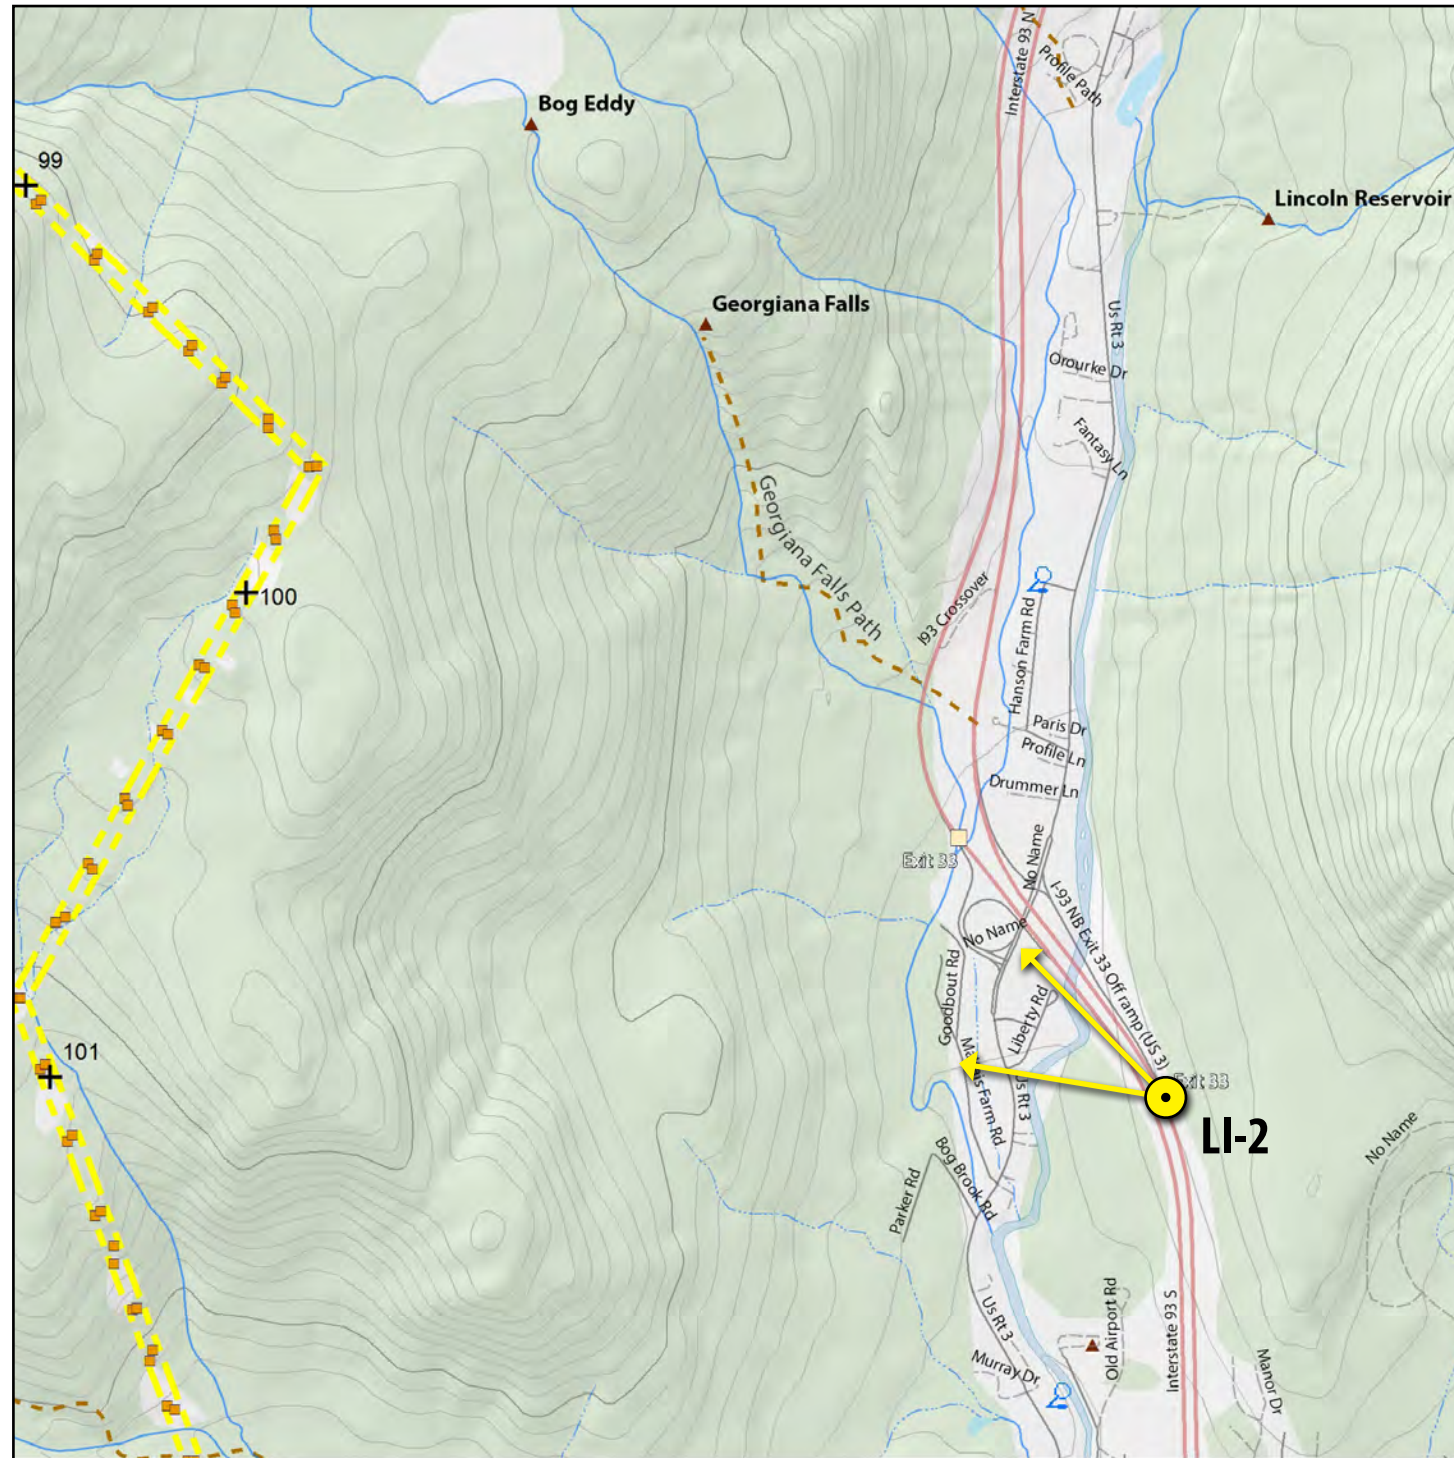 Interstate 93 N
Profile Path
Bog Eddy
99
Lincoln Reservoir
Georgiana Falls
Us Rt 3
Orourke Dr
Fantasy Ln
Georgiana Falls Path
I93 Crossover
100
Hanson Farm Rd
Paris Dr
Profile Ln
Drummer Ln
No Name
Exit 33
I-93 NB Exit 33 Off ramp (US 3)
No Name
Goodbout Rd
Liberty Rd
101
Exit 33
Farm Rd
Us Rt 3
LI-2
No Name
Bog Brook Rd
Parker Rd
Us Rt 3
Old Airport Rd
Interstate 93 S
Murray Dr
Manor Dr